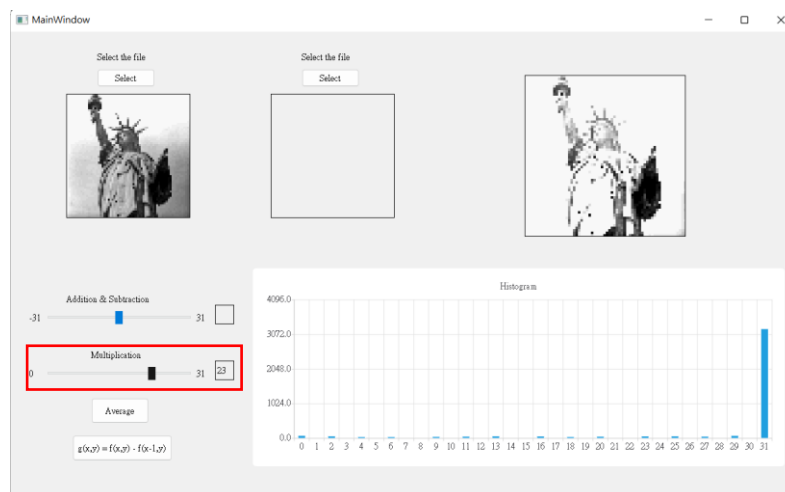 MainWindow
Select the file
Select
Select the file
Select
Addition & Subtraction
-31 31
Multiplication
0 31 23
Average
g(x,y) = f(x,y) - f(x-1,y)
Histogram
4096.0
3072.0
2048.0
1024.0
0.0
0 1 2 3 4 5 6 7 8 9 10 11 12 13 14 15 16 17 18 19 20 21 22 23 24 25 26 27 28 29 30 31